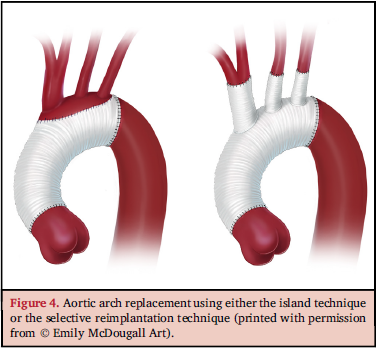 Figure 4. Aortic arch replacement using either the island technique
or the selective reimplantation technique (printed with permission
from © Emily McDougall Art).